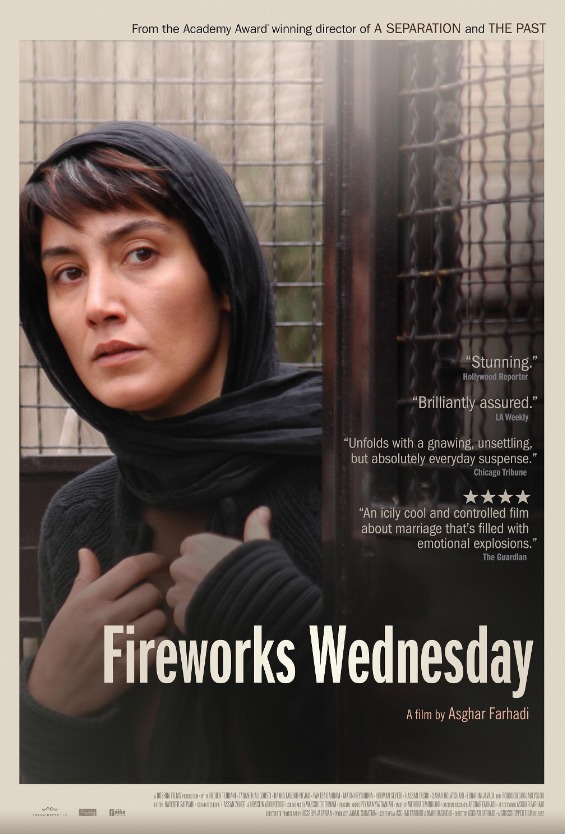 From the Academy Award® winning director of A SEPARATION and THE PAST
“Stunning.”
Hollywood Reporter
“Brilliantly assured.”
LA Weekly
“Unfolds with a gnawing, unsettling,
but absolutely everyday suspense.”
Chicago Tribune
★★★★
“An icily cool and controlled film
about marriage that's filled with
emotional explosions.”
The Guardian
Fireworks Wednesday
A film by Asghar Farhadi